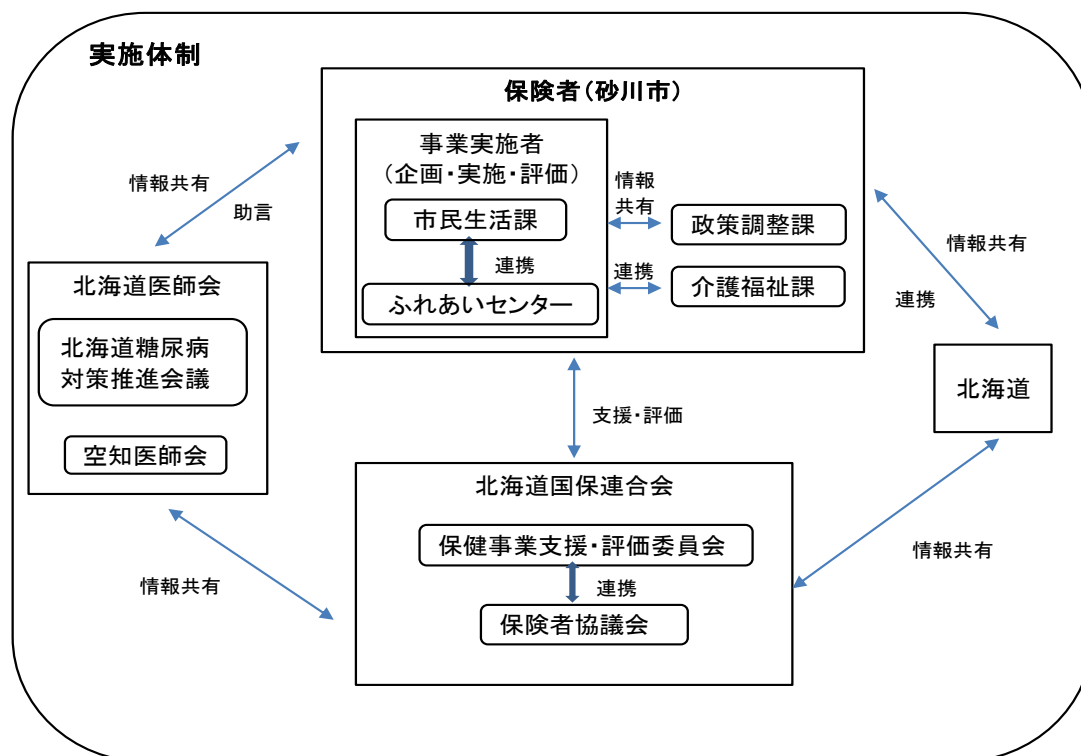 実施体制
保険者（砂川市）
事業実施者
（企画・実施・評価）
市民生活課
連携
ふれあいセンター
情報
共有
政策調整課
連携
介護福祉課
情報共有
助言
情報共有
連携
北海道医師会
北海道糖尿病
対策推進会議
空知医師会
北海道
支援・評価
北海道国保連合会
保健事業支援・評価委員会
連携
保険者協議会
情報共有
情報共有